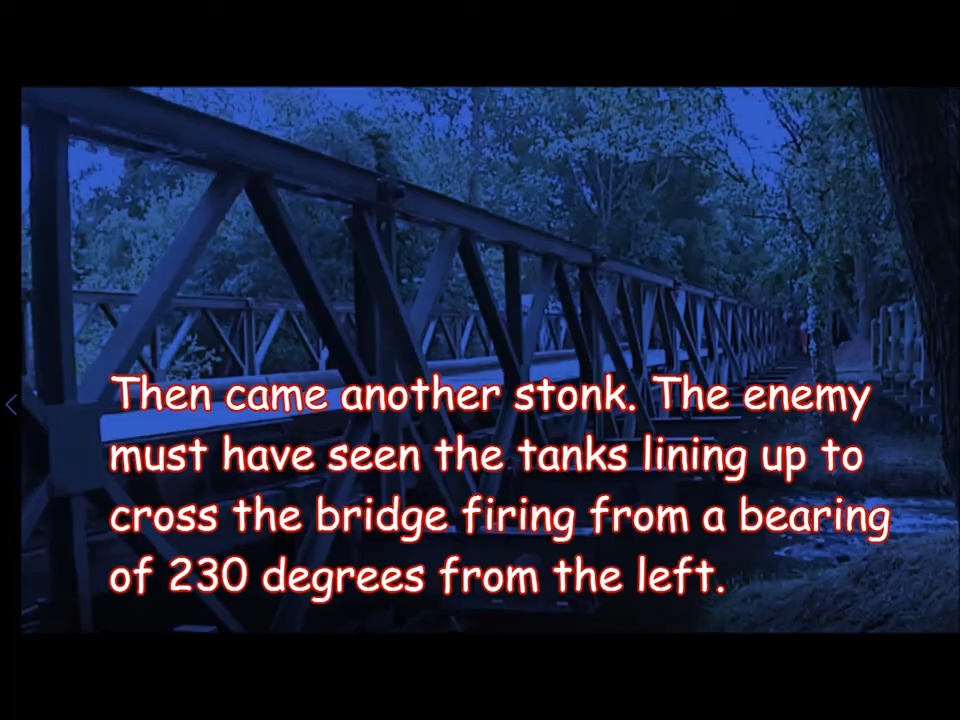 Then came another stonk. The enemy
must have seen the tanks lining up to
cross the bridge firing from a bearing
of 230 degrees from the left.